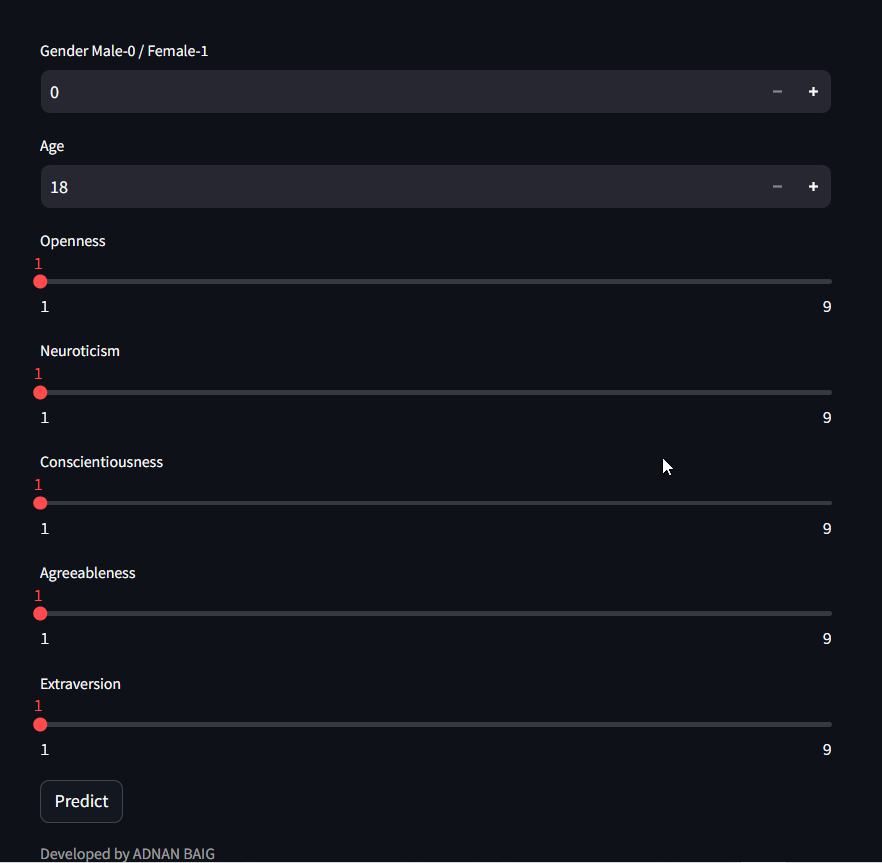 Gender Male-0 / Female-1
0 − +
Age
18 − +
Openness
1
1 9
Neuroticism
1
1 9
Conscientiousness
1
1 9
Agreeableness
1
1 9
Extraversion
1
1 9
Predict
Developed by ADNAN BAIG